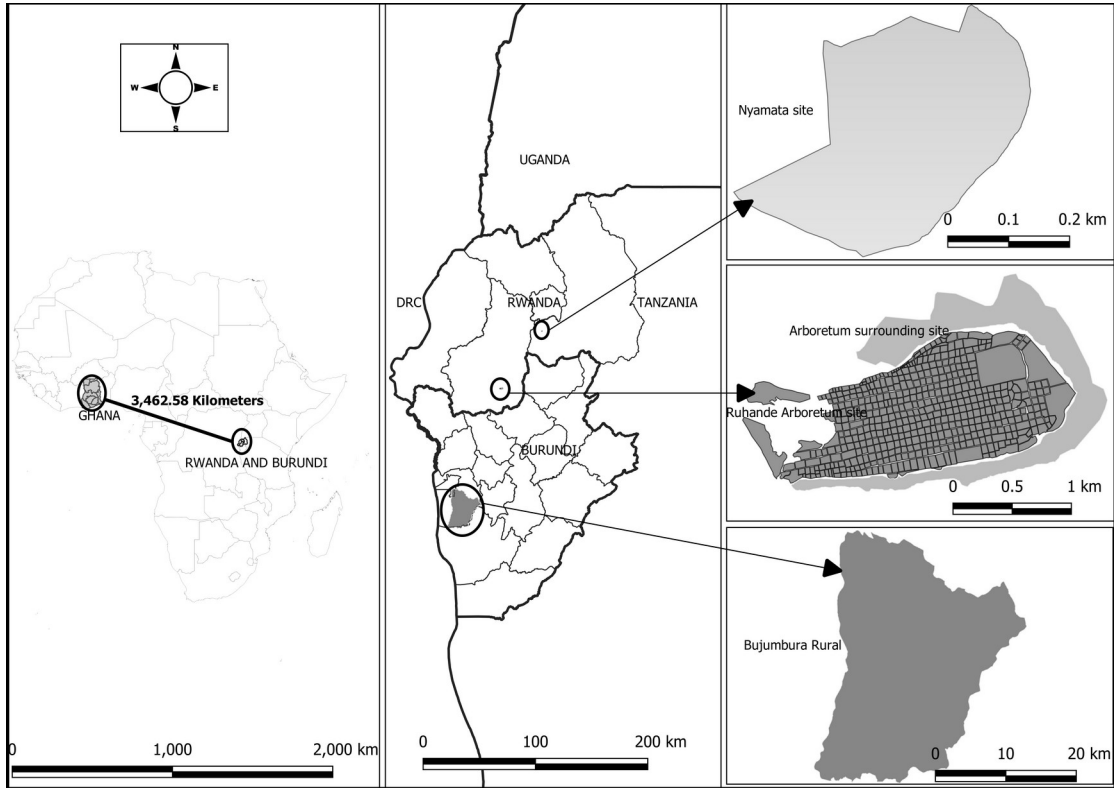 N
W E
S
3,462.58 Kilometers
GHANA
RWANDA AND BURUNDI
0 1,000 2,000 km
UGANDA
DRC RWANDA TANZANIA
BURUNDI
0 100 200 km
Nyamata site
0 0.1 0.2 km
Arboretum surrounding site
Ruhande Arboretum site
0 0.5 1 km
Bujumbura Rural
0 10 20 km